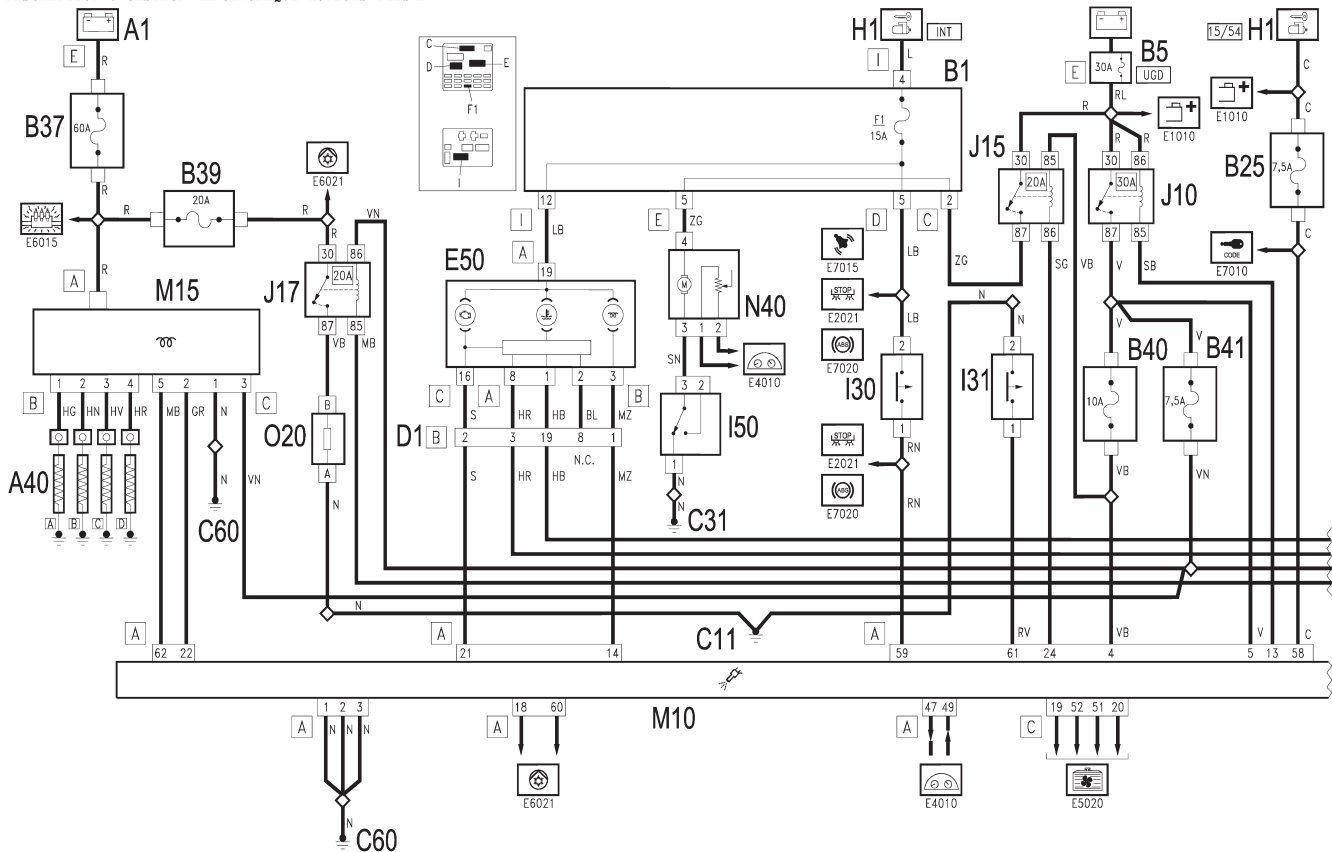 A1
H1
INT
15/54
H1
E
R
C
D
E
F1
I
I
L
4
B1
E
30A
B5
UGD
RL
C
E1010
E1010
C
B37
60A
R
F1
15A
J15
R
R
R
B25
7,5A
B39
20A
R
R
E6021
VN
30
85
20A
30
86
30A
J10
E6015
12
5
5
2
I
E
D
C
87
86
87
85
C
CODE
E7010
A
R
M15
30
86
20A
J17
87
85
VB
MB
LB
A
19
E50
ZG
4
M
N40
3
1
2
E7015
STOP
E2021
ABS
E7020
LB
LB
ZG
N
N
SG
VB
V
SB
V
V
1
2
3
4
5
2
1
3
B
C
HG
HN
HV
HR
MB
GR
N
VN
O20
B
A
N
16
8
1
2
3
C
A
B
S
HR
HB
BL
MZ
D1
B
2
3
19
8
1
N.C.
S
HR
HB
MZ
SN
E4010
3
2
I50
1
N
N
C31
2
I30
1
RN
RN
STOP
E2021
ABS
E7020
2
I31
1
B40
10A
B41
7,5A
VB
VN
A40
A
B
C
D
N
C60
N
C11
A
62
22
A
21
14
A
59
61
24
4
5
13
58
RV
VB
V
C
M10
A
1
2
3
N
N
N
N
C60
A
18
60
E6021
A
47
49
E4010
C
19
52
51
20
E5020